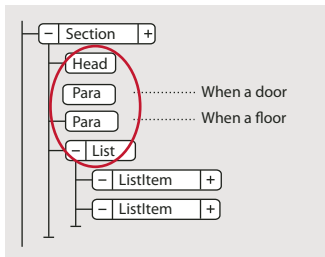 − Section +
Head
Para When a door
Para When a floor
− List
− ListItem +
− ListItem +